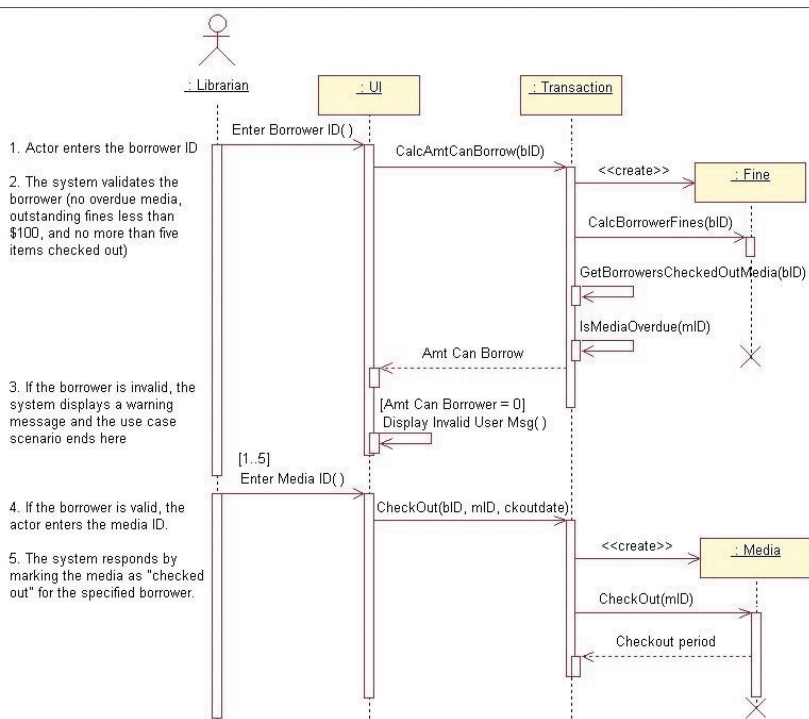 : Librarian
: UI
: Transaction
Enter Borrower ID( )
1. Actor enters the borrower ID
CalcAmtCanBorrow(bID)
<<create>>
: Fine
2. The system validates the
borrower (no overdue media,
outstanding fines less than
$100, and no more than five
items checked out)
CalcBorrowerFines(bID)
GetBorrowersCheckedOutMedia(bID)
IsMediaOverdue(mID)
Amt Can Borrow
3. If the borrower is invalid, the
system displays a warning
message and the use case
scenario ends here
[Amt Can Borrower = 0]
Display Invalid User Msg( )
[1..5]
Enter Media ID( )
4. If the borrower is valid, the
actor enters the media ID.
CheckOut(bID, mID, ckoutdate)
5. The system responds by
marking the media as "checked
out" for the specified borrower.
<<create>>
: Media
CheckOut(mID)
Checkout period